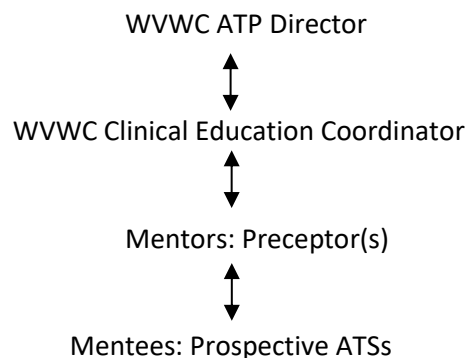 WVWC ATP Director
WVWC Clinical Education Coordinator
Mentors: Preceptor(s)
Mentees: Prospective ATSs